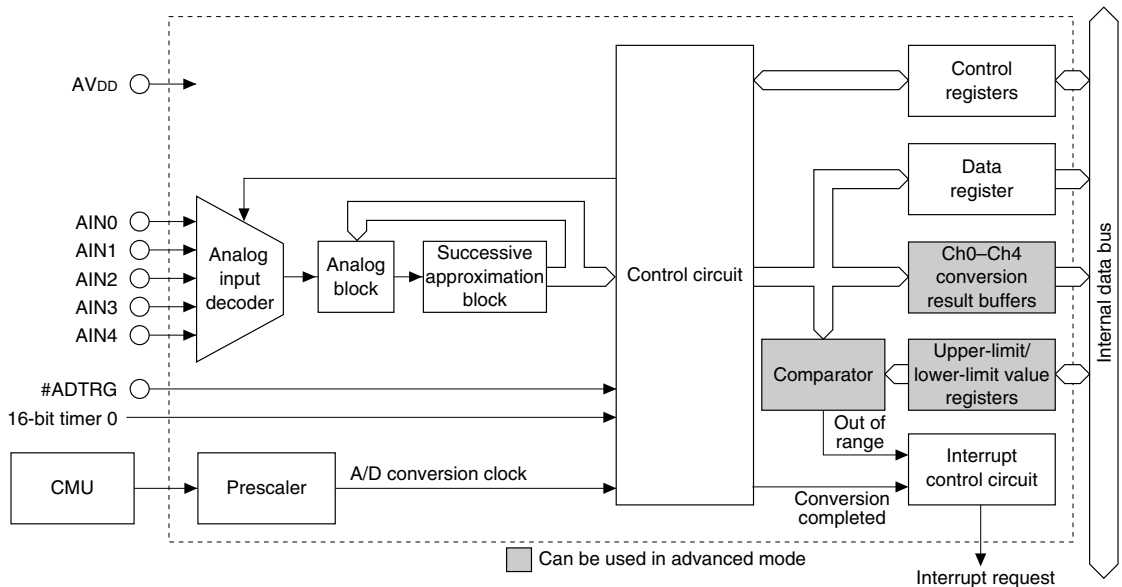 AVDD
Control
registers
Data
register
AIN0
AIN1
AIN2
AIN3
AIN4
Analog
input
decoder
Analog
block
Successive
approximation
block
Control circuit
Ch0–Ch4
conversion
result buffers
Internal data bus
Comparator
Upper-limit/
lower-limit value
registers
#ADTRG
16-bit timer 0
Out of
range
Interrupt
control circuit
CMU
Prescaler
A/D conversion clock
Conversion
completed
Can be used in advanced mode
Interrupt request